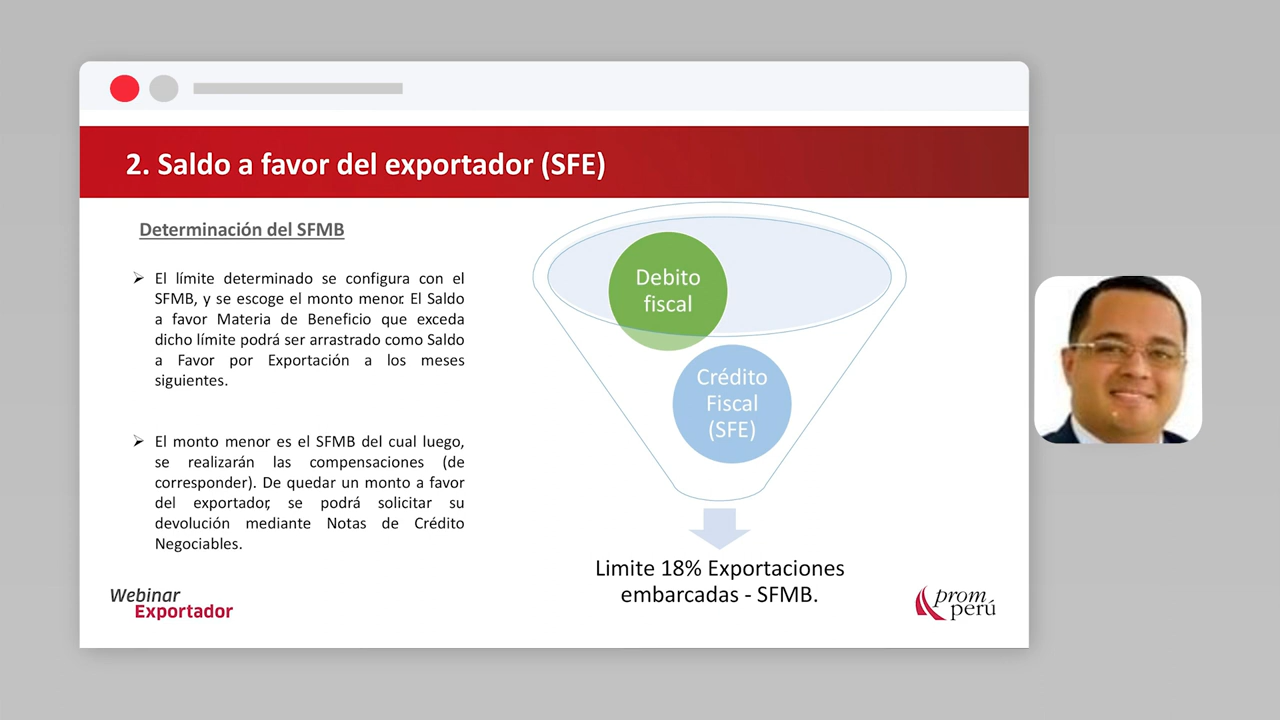 2. Saldo a favor del exportador (SFE)
Determinación del SFMB
El límite determinado se configura con el
SFMB, y se escoge el monto menor. El Saldo
a favor Materia de Beneficio que exceda
dicho límite podrá ser arrastrado como Saldo
a Favor por Exportación a los meses
siguientes.
El monto menor es el SFMB del cual luego,
se realizarán las compensaciones (de
corresponder). De quedar un monto a favor
del exportador, se podrá solicitar su
devolución mediante Notas de Crédito
Negociables.
Debito
fiscal
Crédito
Fiscal
(SFE)
Limite 18% Exportaciones
embarcadas - SFMB.
Webinar
Exportador
prom
perú